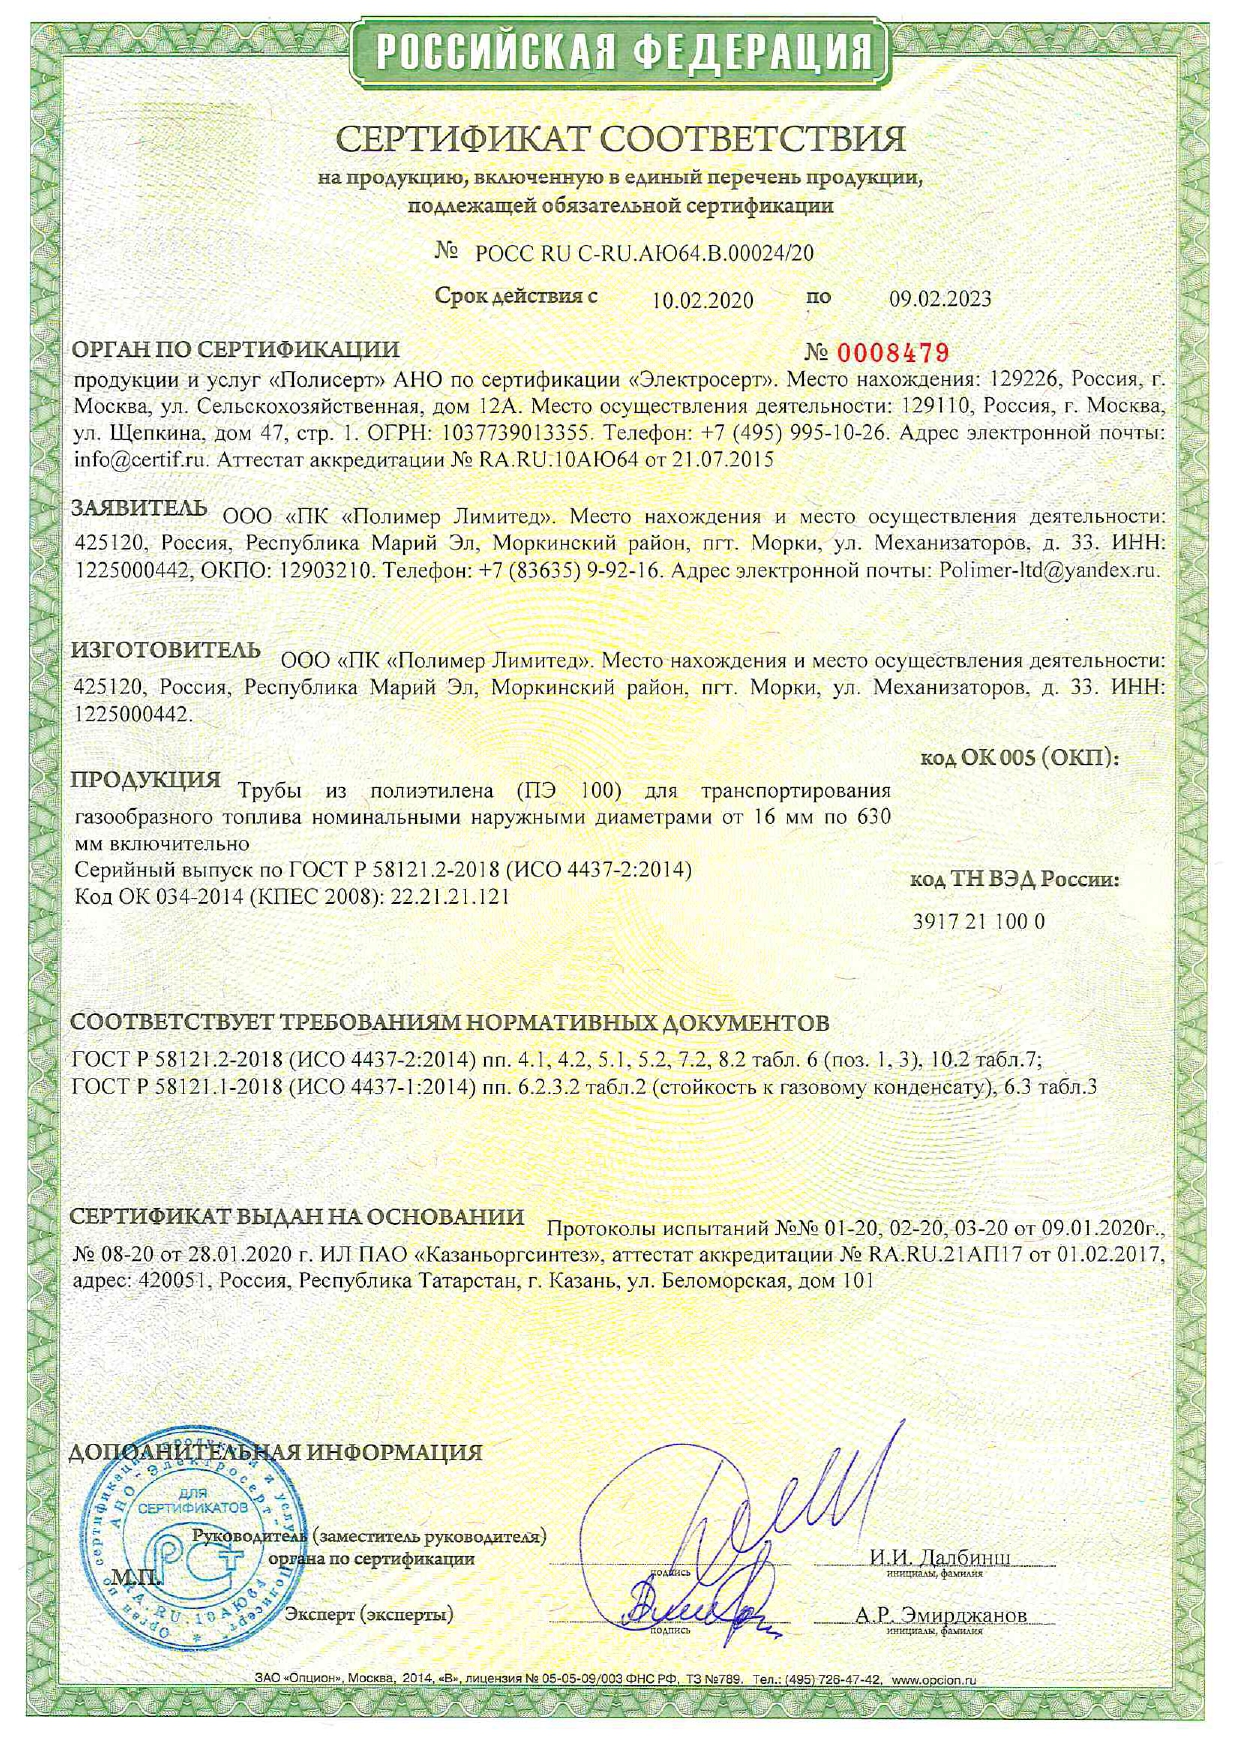 РОССИЙСКАЯ ФЕДЕРАЦИЯ
СЕРТИФИКАТ СООТВЕТСТВИЯ
на продукцию, включенную в единый перечень продукции,
подлежащей обязательной сертификации
№ РОСС RU С-RU.АЮ64.В.00024/20
Срок действия с 10.02.2020 по 09.02.2023
ОРГАН ПО СЕРТИФИКАЦИИ № 0008479
продукции и услуг «Полисерт» АНО по сертификации «Электросерт». Место нахождения: 129226, Россия, г.
Москва, ул. Сельскохозяйственная, дом 12А. Место осуществления деятельности: 129110, Россия, г. Москва,
ул. Щепкина, дом 47, стр. 1. ОГРН: 1037739013355. Телефон: +7 (495) 995-10-26. Адрес электронной почты:
info@certif.ru. Аттестат аккредитации № RA.RU.10АЮ64 от 21.07.2015
ЗАЯВИТЕЛЬ ООО «ПК «Полимер Лимитед». Место нахождения и место осуществления деятельности:
425120, Россия, Республика Марий Эл, Моркинский район, пгт. Морки, ул. Механизаторов, д. 33. ИНН:
1225000442, ОКПО: 12903210. Телефон: +7 (83635) 9-92-16. Адрес электронной почты: Polimer-ltd@yandex.ru.
ИЗГОТОВИТЕЛЬ ООО «ПК «Полимер Лимитед». Место нахождения и место осуществления деятельности:
425120, Россия, Республика Марий Эл, Моркинский район, пгт. Морки, ул. Механизаторов, д. 33. ИНН:
1225000442.
код ОК 005 (ОКП):
ПРОДУКЦИЯ Трубы из полиэтилена (ПЭ 100) для транспортирования
газообразного топлива номинальными наружными диаметрами от 16 мм по 630
мм включительно
Серийный выпуск по ГОСТ Р 58121.2-2018 (ИСО 4437-2:2014)
Код ОК 034-2014 (КПЕС 2008): 22.21.21.121
код ТН ВЭД России:
3917 21 100 0
СООТВЕТСТВУЕТ ТРЕБОВАНИЯМ НОРМАТИВНЫХ ДОКУМЕНТОВ
ГОСТ Р 58121.2-2018 (ИСО 4437-2:2014) пп. 4.1, 4.2, 5.1, 5.2, 7.2, 8.2 табл. 6 (поз. 1, 3), 10.2 табл.7;
ГОСТ Р 58121.1-2018 (ИСО 4437-1:2014) пп. 6.2.3.2 табл.2 (стойкость к газовому конденсату), 6.3 табл.3
СЕРТИФИКАТ ВЫДАН НА ОСНОВАНИИ Протоколы испытаний №№ 01-20, 02-20, 03-20 от 09.01.2020г.,
№ 08-20 от 28.01.2020 г. ИЛ ПАО «Казаньоргсинтез», аттестат аккредитации № RA.RU.21АП17 от 01.02.2017,
адрес: 420051, Россия, Республика Татарстан, г. Казань, ул. Беломорская, дом 101
ДОПОЛНИТЕЛЬНАЯ ИНФОРМАЦИЯ
Орган по сертификации продукции и услуг "Полисерт"
АНО "Электросерт"
RA.RU.10АЮ64
ДЛЯ
СЕРТИФИКАТОВ
Руководитель (заместитель руководителя)
органа по сертификации
подпись
И.И. Далбинш
инициалы, фамилия
М.П.
Эксперт (эксперты)
подпись
А.Р. Эмирджанов
инициалы, фамилия
ЗАО «Опцион», Москва, 2014, «В», лицензия № 05-05-09/003 ФНС РФ, ТЗ №789. Тел.: (495) 726-47-42, www.opcion.ru